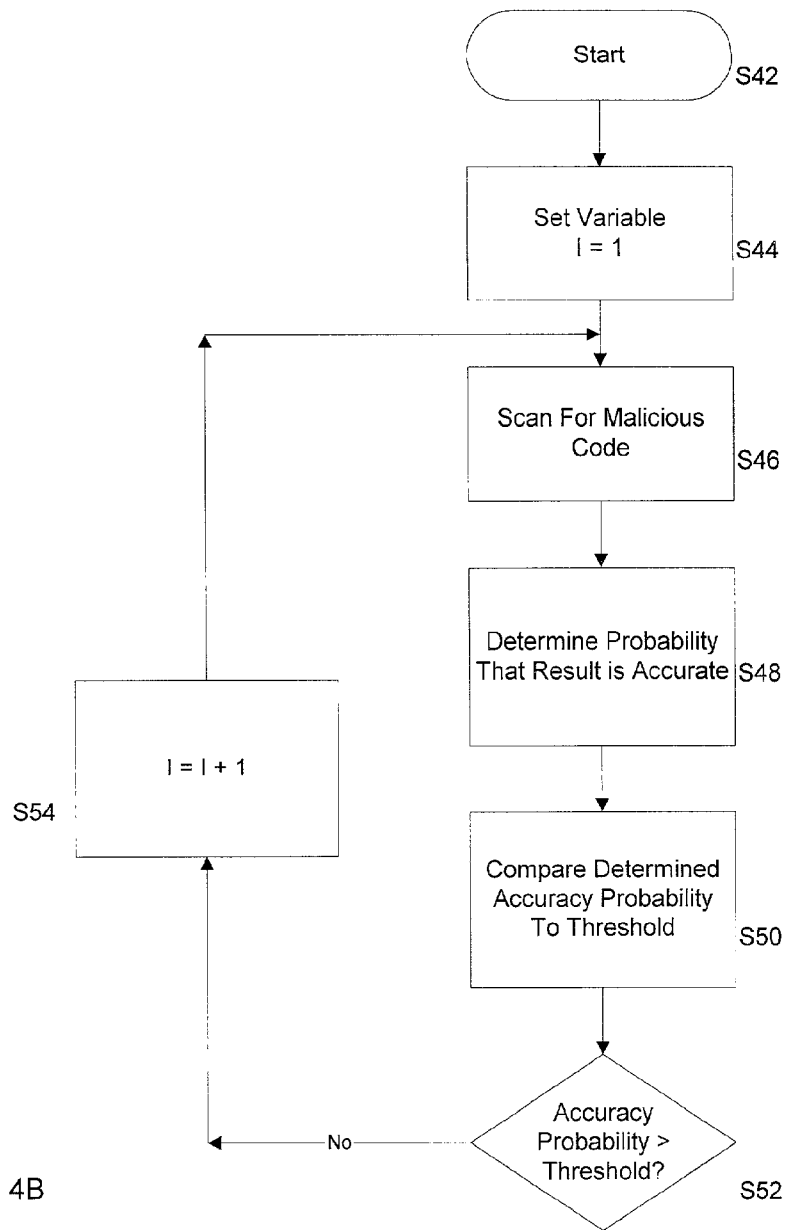 Start
S42
Set Variable
I = 1
S44
Scan For Malicious
Code
S46
Determine Probability
That Result is Accurate
S48
I = I + 1
S54
Compare Determined
Accuracy Probability
To Threshold
S50
Accuracy
Probability >
Threshold?
No
S52
4B